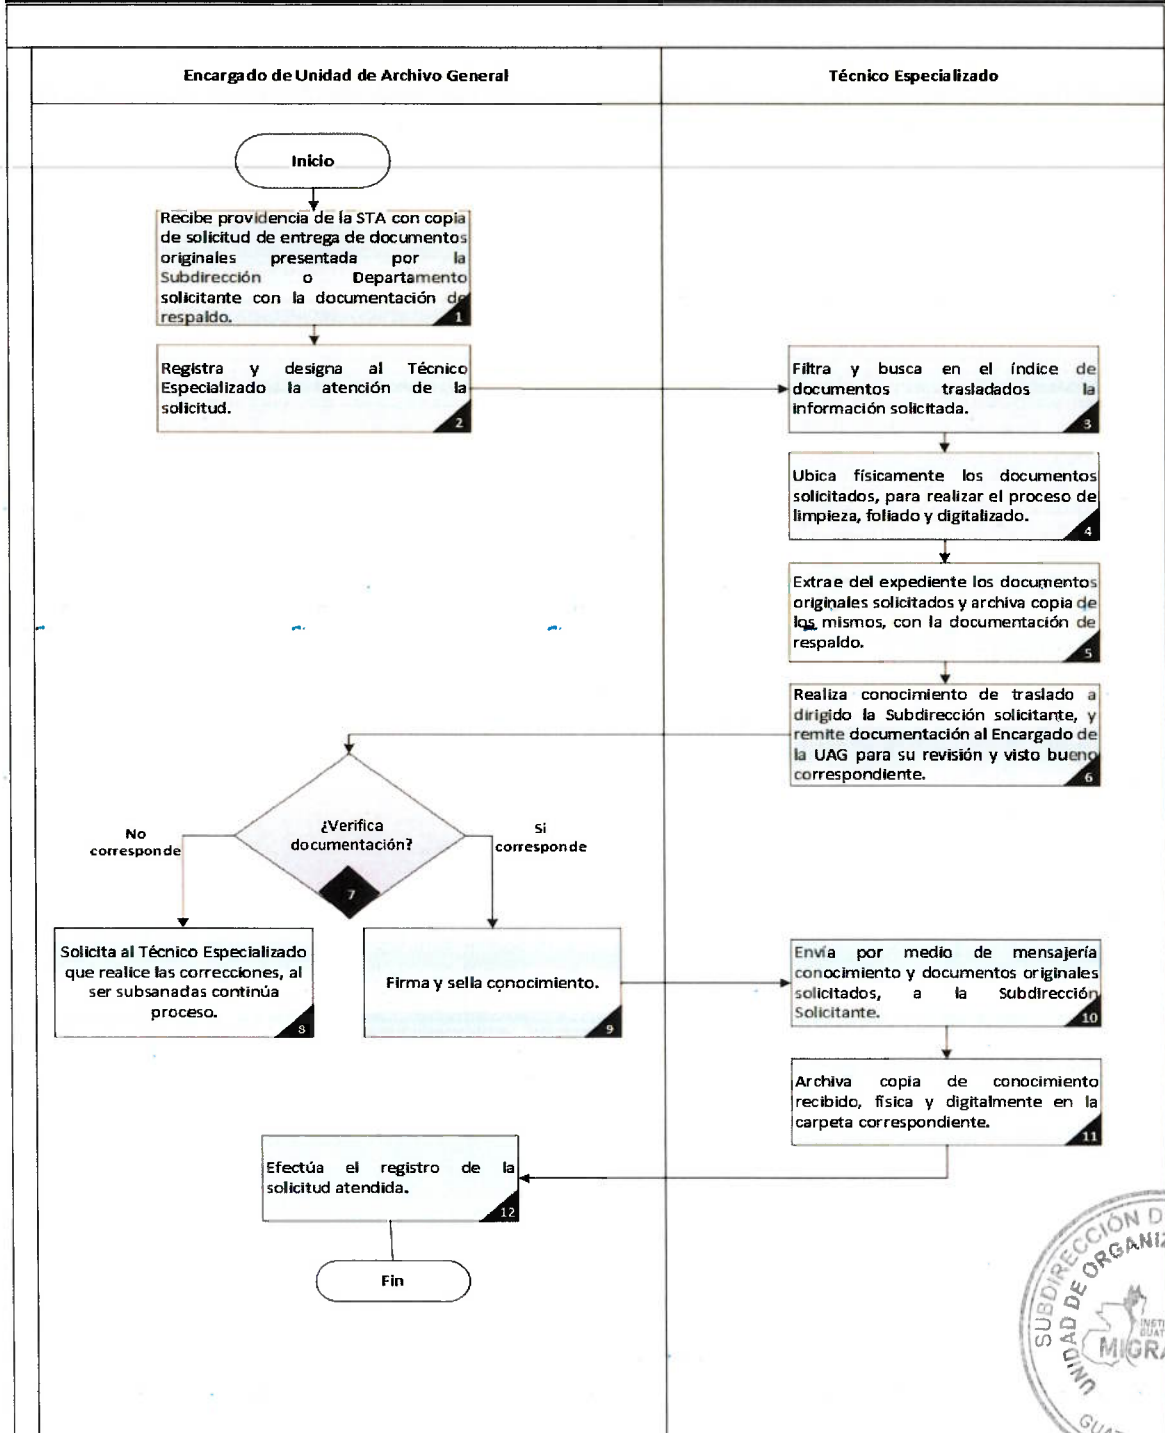 Encargado de Unidad de Archivo General
Técnico Especializado
Inicio
Recibe providencia de la STA con copia
de solicitud de entrega de documentos
originales presentada por la
Subdirección o Departamento
solicitante con la documentación de
respaldo.
1
Registra y designa al Técnico
Especializado la atención de la
solicitud.
2
Filtra y busca en el índice de
documentos trasladados la
información solicitada.
3
Ubica físicamente los documentos
solicitados, para realizar el proceso de
limpieza, foliado y digitalizado.
4
Extrae del expediente los documentos
originales solicitados y archiva copia de
los mismos, con la documentación de
respaldo.
5
Realiza conocimiento de traslado a
dirigido la Subdirección solicitante, y
remite documentación al Encargado de
la UAG para su revisión y visto bueno
correspondiente.
6
¿Verifica
documentación?
7
No
corresponde
Si
corresponde
Solicita al Técnico Especializado
que realice las correcciones, al
ser subsanadas continúa
proceso.
8
Firma y sella conocimiento.
9
Envía por medio de mensajería
conocimiento y documentos originales
solicitados, a la Subdirección
Solicitante.
10
Archiva copia de conocimiento
recibido, física y digitalmente en la
carpeta correspondiente.
11
Efectúa el registro de la
solicitud atendida.
12
Fin
SUBDIRECCIÓN D
UNIDAD DE ORGANIZ
INSTI
GUAT
MIGRA
GUAT